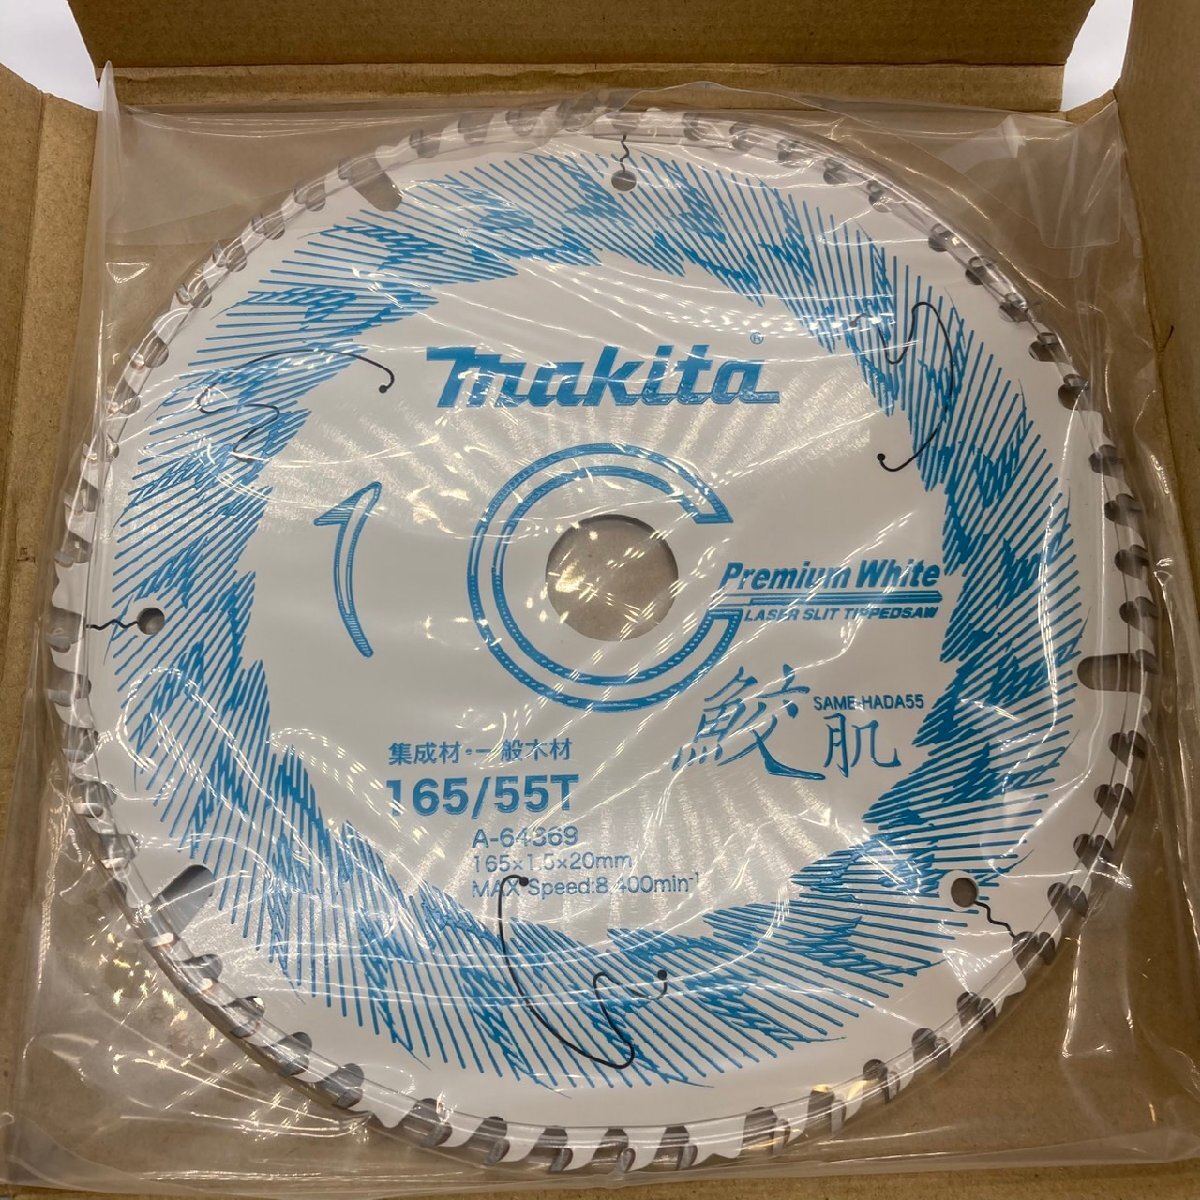 makita®
Premium White
LASER SLIT TIPPEDSAW
鮫肌
SAME-HADA55
集成材・一般木材
165/55T
A-64369
165×1.5×20mm
MAX Speed:8,400min⁻¹